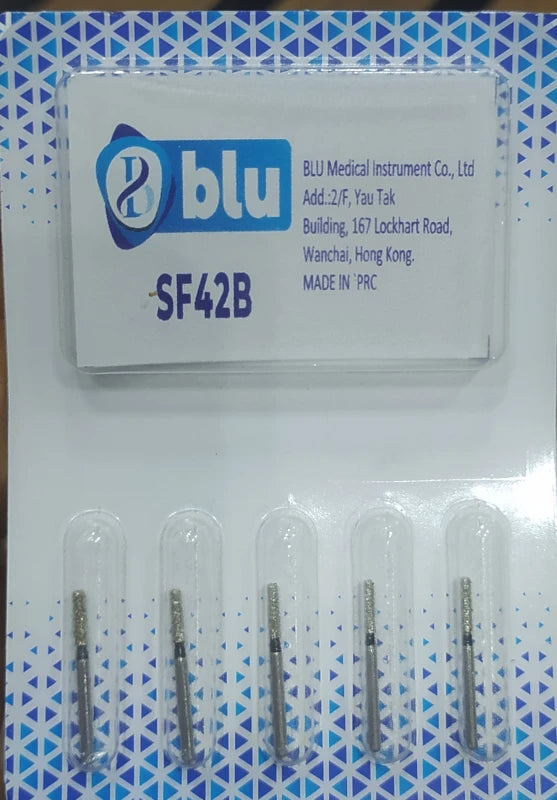 blu
SF42B
BLU Medical Instrument Co., Ltd
Add.:2/F, Yau Tak
Building, 167 Lockhart Road,
Wanchai, Hong Kong.
MADE IN `PRC